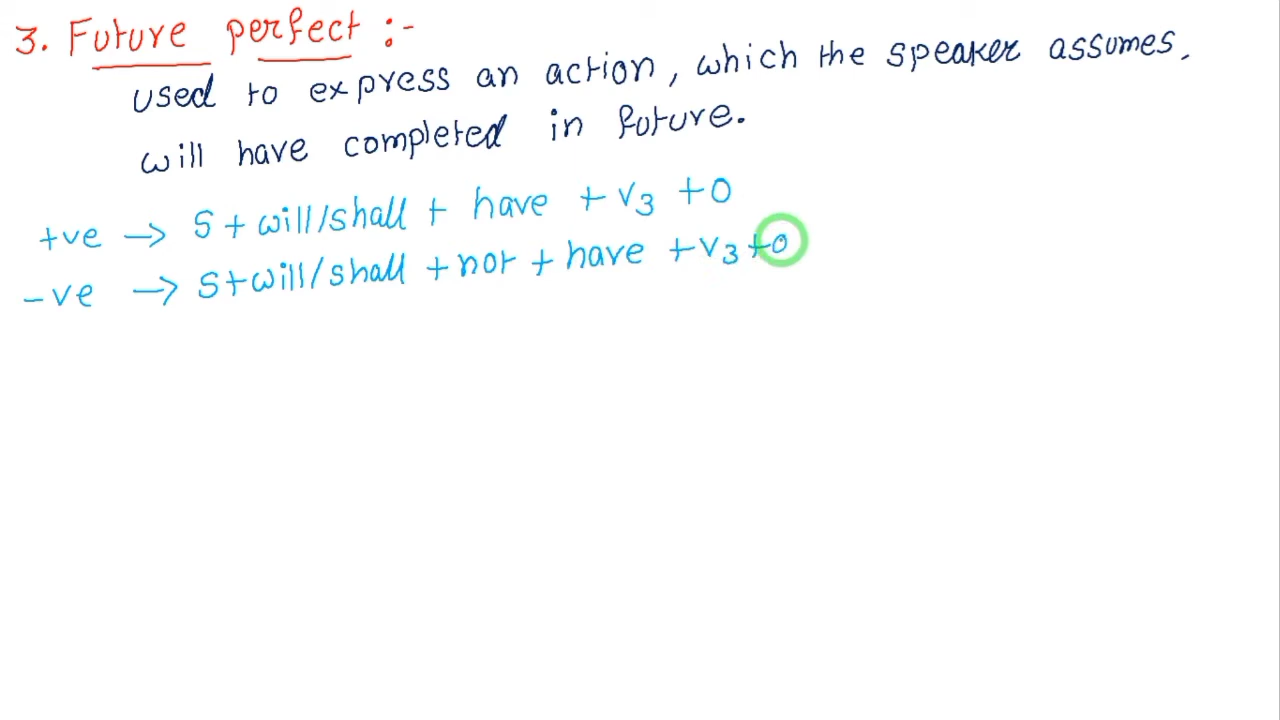 3. Future perfect :-
used to express an action, which the speaker assumes,
will have completed in future.
+ve → S + will/shall + have + v3 + O
-ve → S+will/shall + not + have + v3 +O